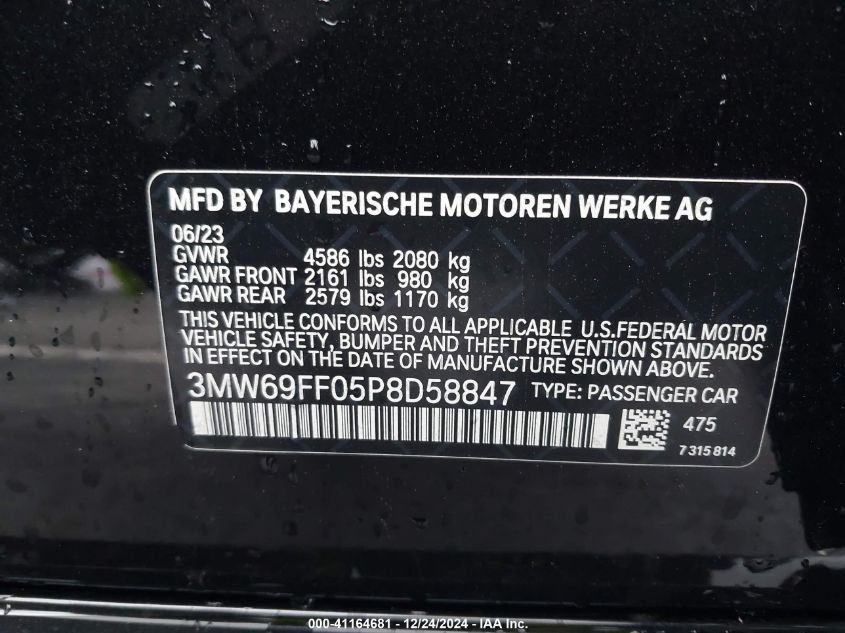 MFD BY BAYERISCHE MOTOREN WERKE AG
06/23
GVWR 4586 lbs 2080 kg
GAWR FRONT 2161 lbs 980 kg
GAWR REAR 2579 lbs 1170 kg
THIS VEHICLE CONFORMS TO ALL APPLICABLE U.S.FEDERAL MOTOR
VEHICLE SAFETY, BUMPER AND THEFT PREVENTION STANDARDS
IN EFFECT ON THE DATE OF MANUFACTURE SHOWN ABOVE.
3MW69FF05P8D58847 TYPE: PASSENGER CAR
475
7315814
000-41164681 - 12/24/2024 - IAA Inc.